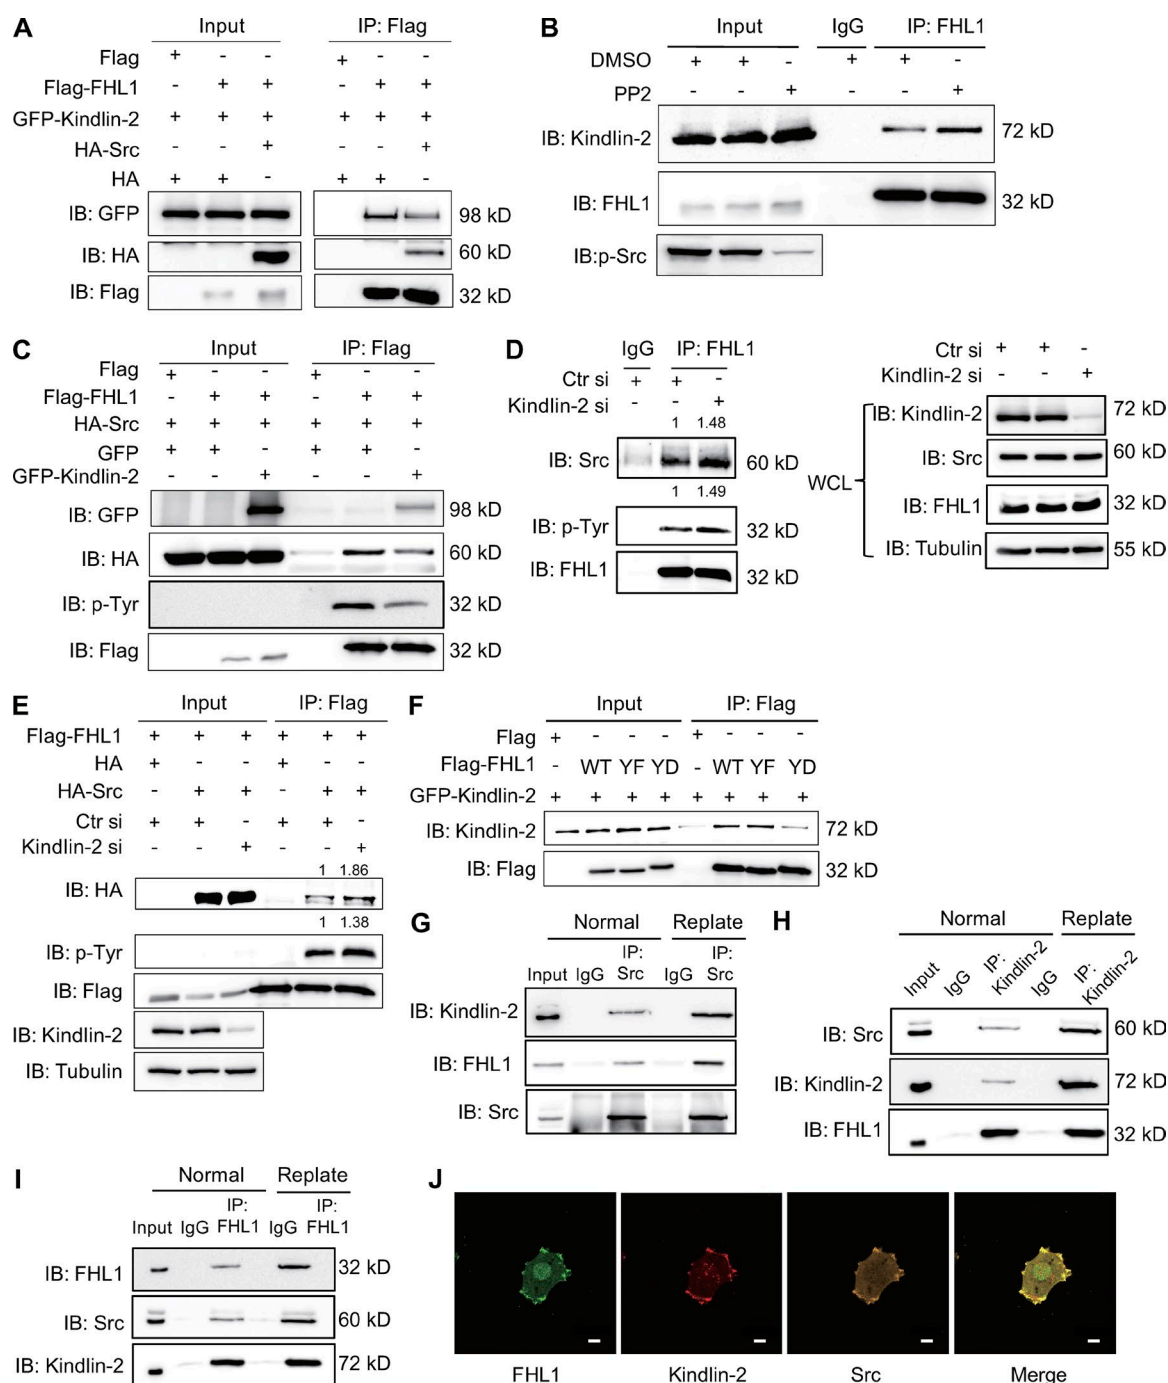 A
Input IP: Flag
Flag + - - + - -
Flag-FHL1 - + + - + +
GFP-Kindlin-2 + + + + + +
HA-Src - - + - - +
HA + + - + + -
IB: GFP 98 kD
IB: HA 60 kD
IB: Flag 32 kD
B
Input IgG IP: FHL1
DMSO + + - + + -
PP2 - - + - - +
IB: Kindlin-2 72 kD
IB: FHL1 32 kD
IB:p-Src
C
Input IP: Flag
Flag + - - + - -
Flag-FHL1 - + + - + +
HA-Src + + + + + +
GFP + + - + + -
GFP-Kindlin-2 - - + - - +
IB: GFP 98 kD
IB: HA 60 kD
IB: p-Tyr 32 kD
IB: Flag 32 kD
D
IgG IP: FHL1
Ctr si + + -
Kindlin-2 si - - +
1 1.48
IB: Src 60 kD
1 1.49
IB: p-Tyr 32 kD
IB: FHL1 32 kD
Ctr si + + -
Kindlin-2 si - - +
WCL
IB: Kindlin-2 72 kD
IB: Src 60 kD
IB: FHL1 32 kD
IB: Tubulin 55 kD
E
Input IP: Flag
Flag-FHL1 + + + + + +
HA + - - + - -
HA-Src - + + - + +
Ctr si + + - + + -
Kindlin-2 si - - + - - +
1 1.86
IB: HA
1 1.38
IB: p-Tyr
IB: Flag
IB: Kindlin-2
IB: Tubulin
F
Input IP: Flag
Flag + - - - + - - -
Flag-FHL1 - WT YF YD - WT YF YD
GFP-Kindlin-2 + + + + + + + +
IB: Kindlin-2 72 kD
IB: Flag 32 kD
G
Normal Replate
Input IgG IP: Src IgG IP: Src
IB: Kindlin-2
IB: FHL1
IB: Src
H
Normal Replate
Input IgG IP: Kindlin-2 IgG IP: Kindlin-2
IB: Src 60 kD
IB: Kindlin-2 72 kD
IB: FHL1 32 kD
I
Normal Replate
Input IgG IP: FHL1 IgG IP: FHL1
IB: FHL1 32 kD
IB: Src 60 kD
IB: Kindlin-2 72 kD
J
FHL1 Kindlin-2 Src Merge